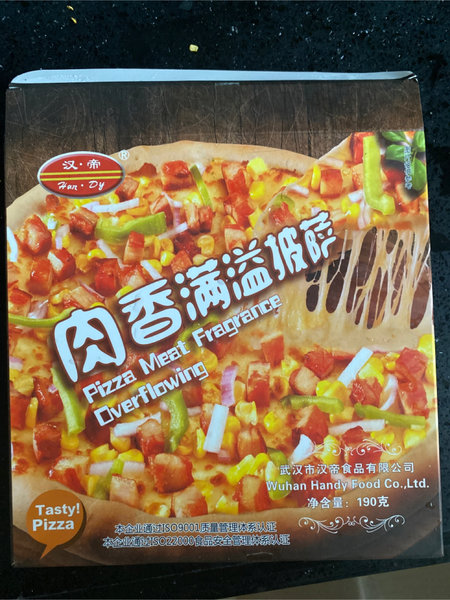 汉·帝®
Han·Dy
肉香满溢披萨
Pizza Meat Fragrance
Overflowing
武汉市汉帝食品有限公司
Wuhan Handy Food Co.,Ltd.
净含量：190克
Tasty!
Pizza
本企业通过ISO9001质量管理体系认证
本企业通过ISO22000食品安全管理体系认证